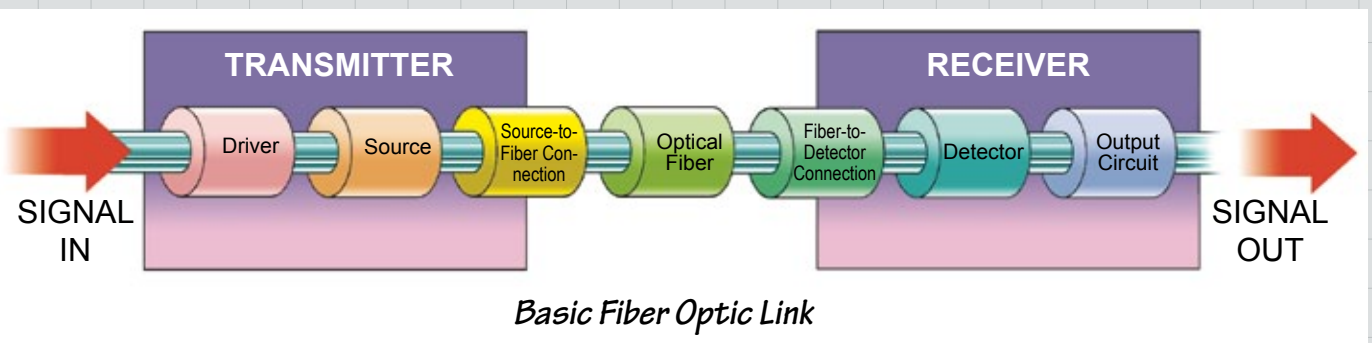 TRANSMITTER
RECEIVER
SIGNAL
IN
Driver
Source
Source-to-
Fiber Con-
nection
Optical
Fiber
Fiber-to-
Detector
Connection
Detector
Output
Circuit
SIGNAL
OUT
Basic Fiber Optic Link